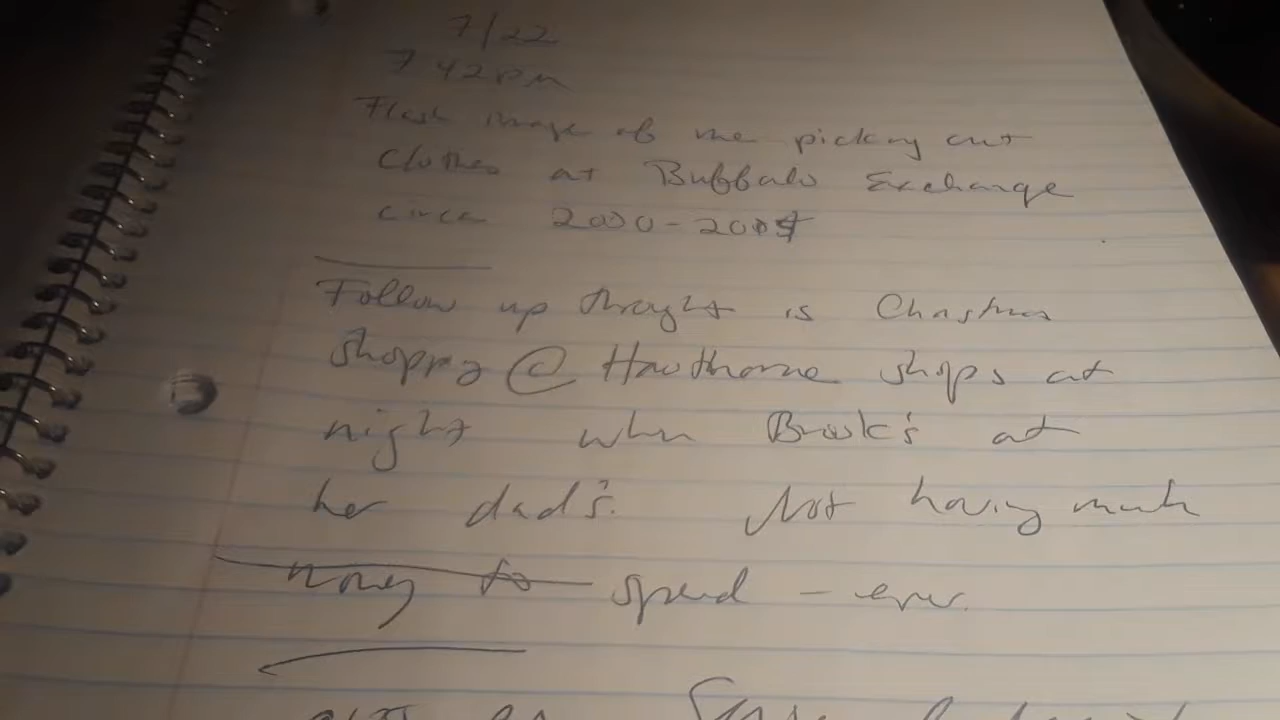 7/22
7 42pm
Flash image of me picking out
clothes at Buffalo Exchange
circa 2000-2005
Follow up thought is Christmas
shopping @ Hawthorne shops at
night when Brook's at
her dad's. Not having much
money to spend - ever.